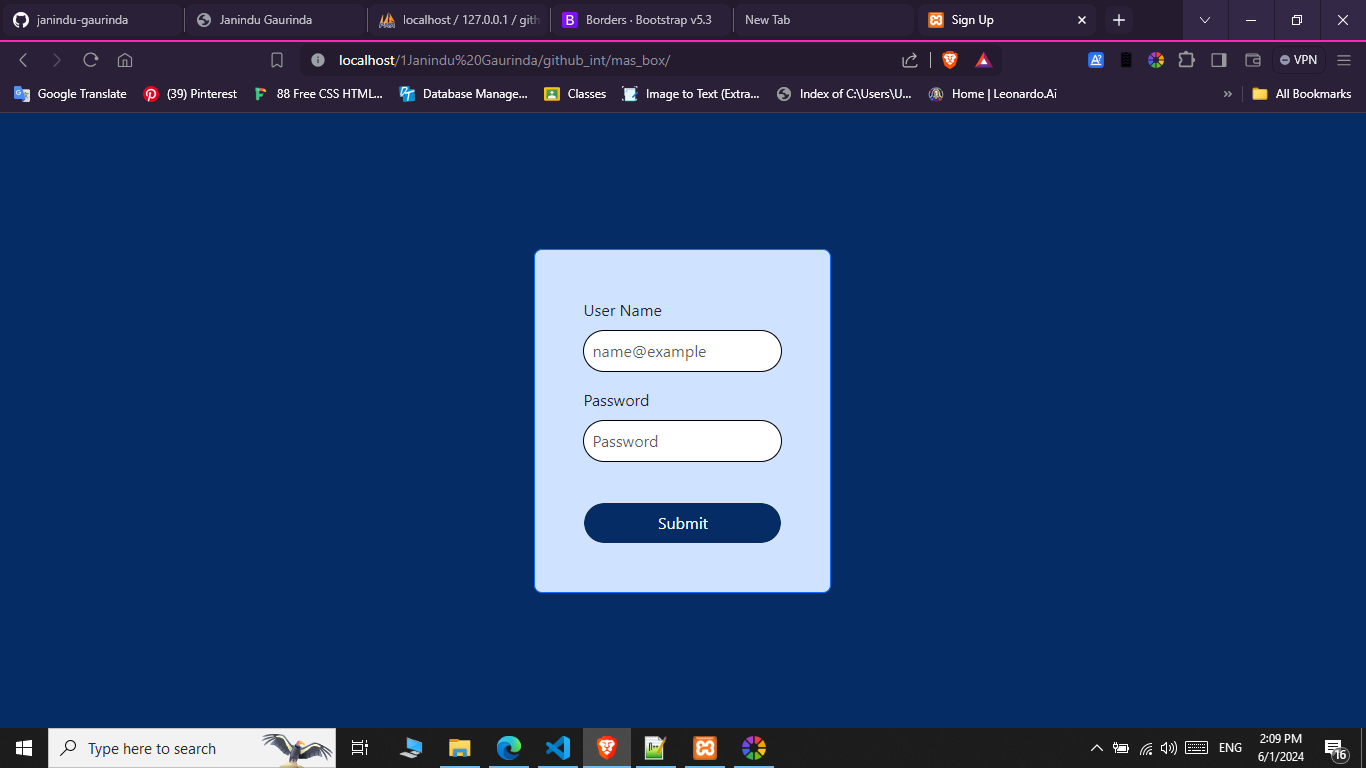 janindu-gaurinda
Janindu Gaurinda
localhost / 127.0.0.1 / gith
Borders · Bootstrap v5.3
New Tab
Sign Up
localhost/1Janindu%20Gaurinda/github_int/mas_box/
VPN
Google Translate
(39) Pinterest
88 Free CSS HTML...
Database Manage...
Classes
Image to Text (Extra...
Index of C:\Users\U...
Home | Leonardo.Ai
»
All Bookmarks
User Name
name@example
Password
Password
Submit
Type here to search
ENG
2:09 PM
6/1/2024
16